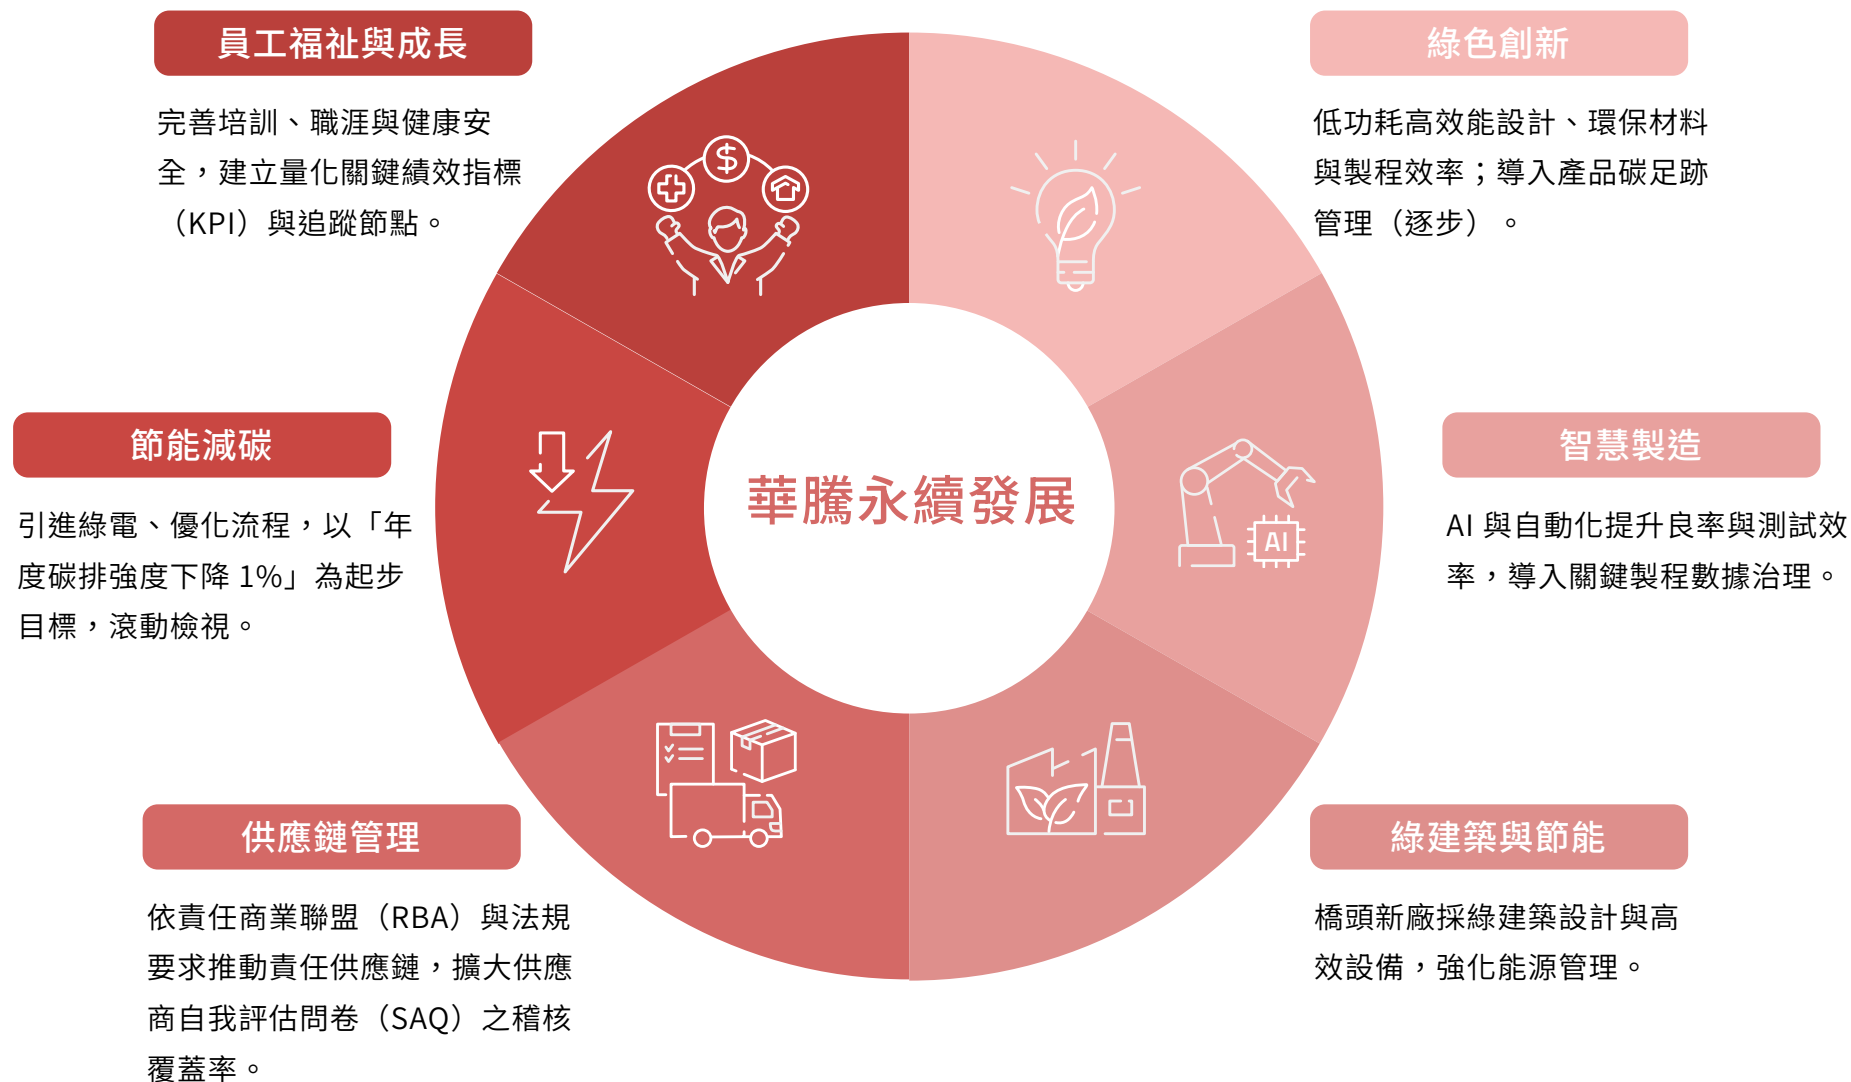 員工福祉與成長
完善培訓、職涯與健康安
全，建立量化關鍵績效指標
（KPI）與追蹤節點。
綠色創新
低功耗高效能設計、環保材料
與製程效率；導入產品碳足跡
管理（逐步）。
節能減碳
引進綠電、優化流程，以「年
度碳排強度下降 1%」為起步
目標，滾動檢視。
華騰永續發展
智慧製造
AI 與自動化提升良率與測試效
率，導入關鍵製程數據治理。
$
AI
供應鏈管理
依責任商業聯盟（RBA）與法規
要求推動責任供應鏈，擴大供應
商自我評估問卷（SAQ）之稽核
覆蓋率。
綠建築與節能
橋頭新廠採綠建築設計與高
效設備，強化能源管理。